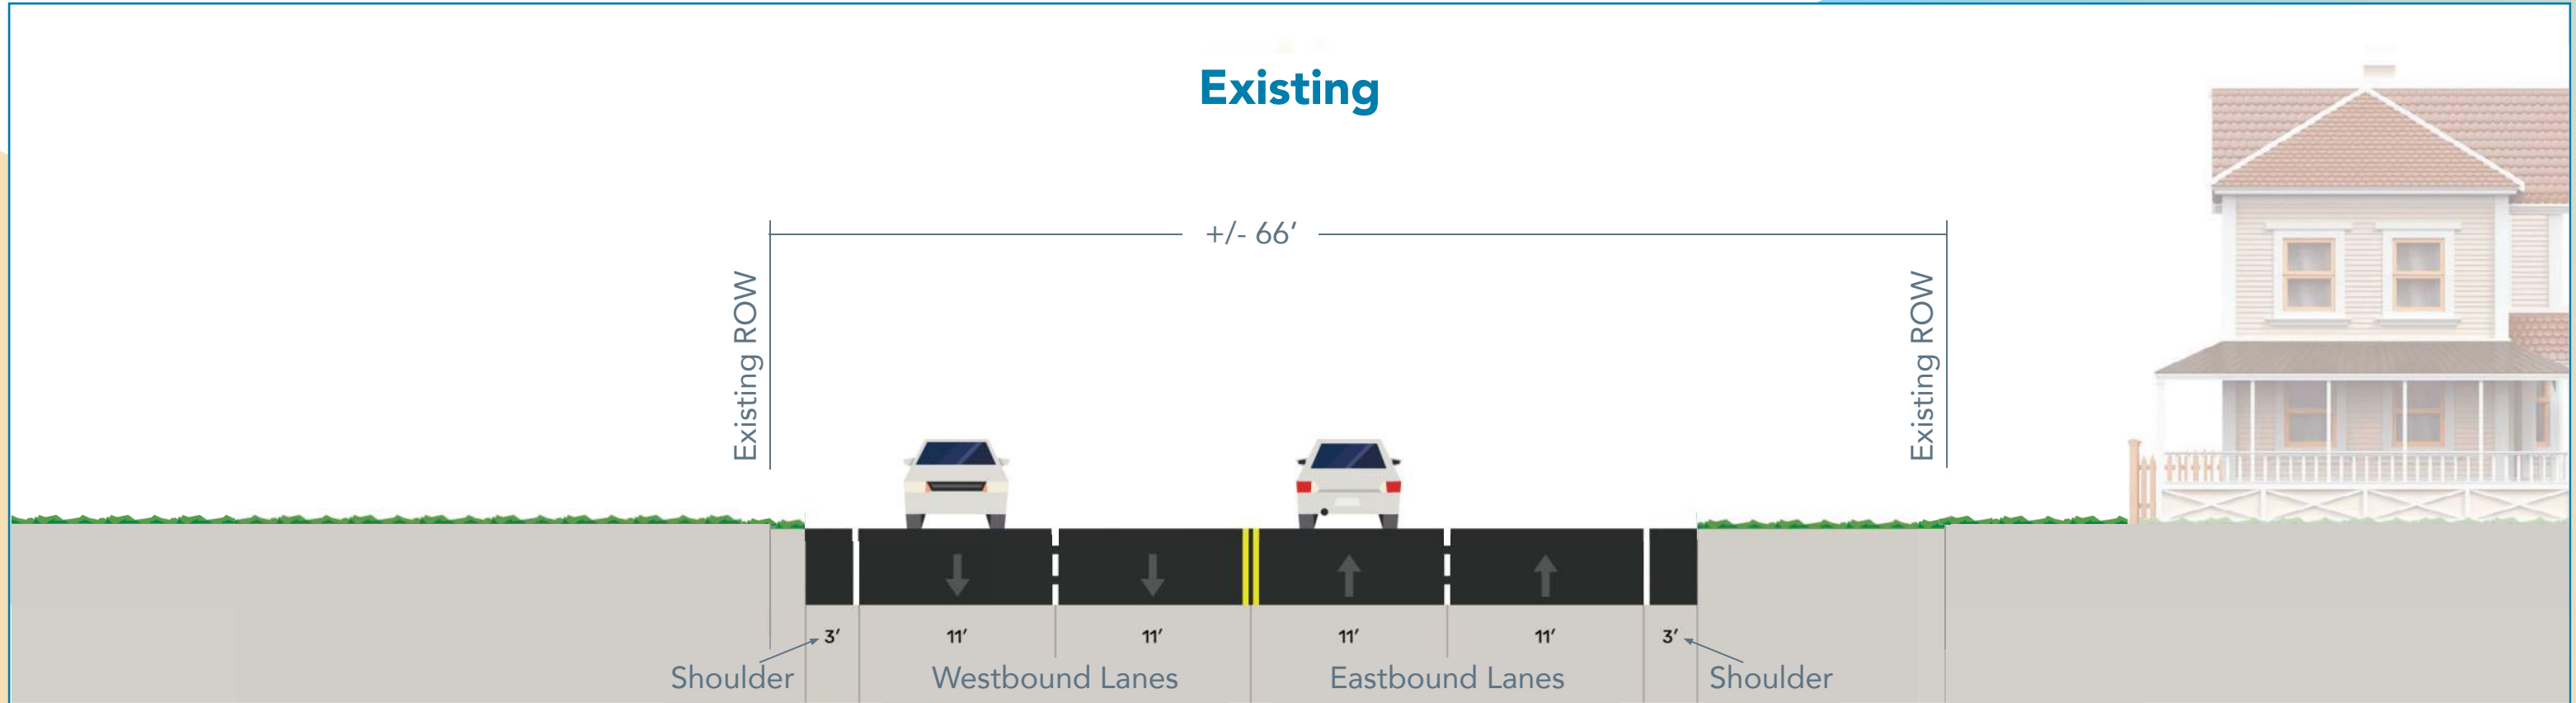 Existing
+/- 66’
Existing ROW
Existing ROW
3’
11’
11’
11’
11’
3’
Shoulder
Westbound Lanes
Eastbound Lanes
Shoulder